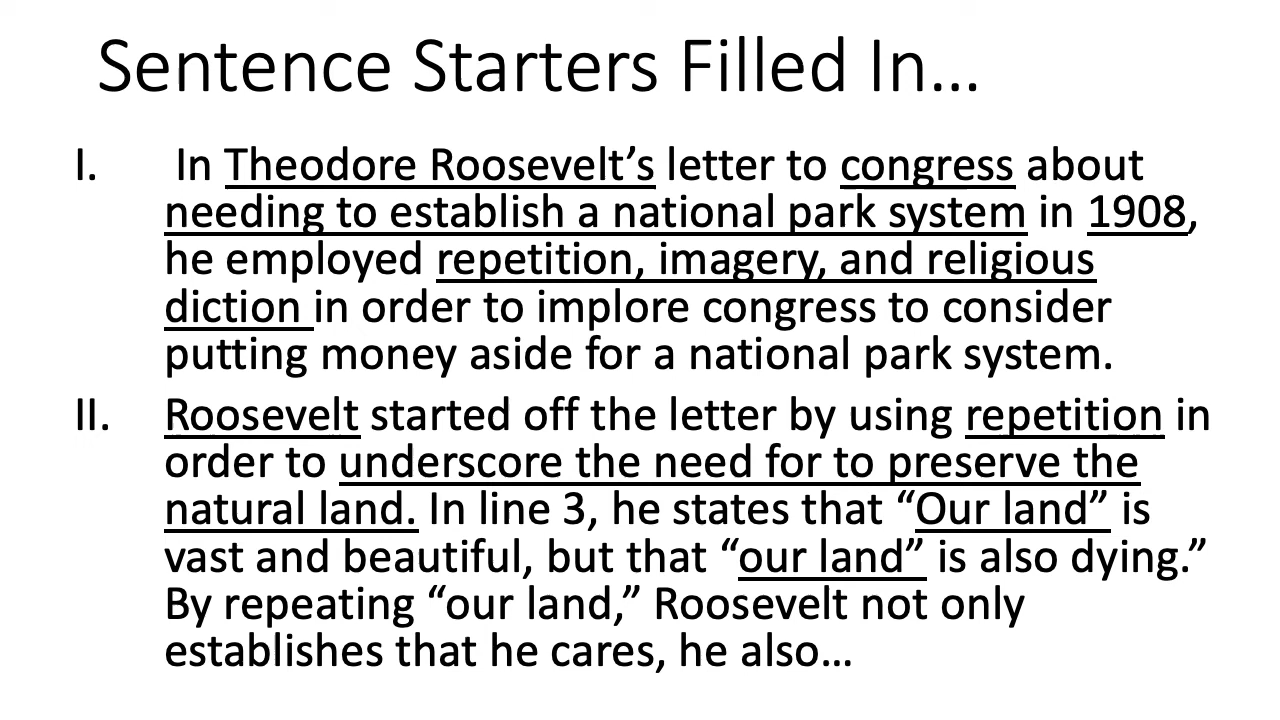 Sentence Starters Filled In…
I. In Theodore Roosevelt’s letter to congress about
needing to establish a national park system in 1908,
he employed repetition, imagery, and religious
diction in order to implore congress to consider
putting money aside for a national park system.
II. Roosevelt started off the letter by using repetition in
order to underscore the need for to preserve the
natural land. In line 3, he states that “Our land” is
vast and beautiful, but that “our land” is also dying.”
By repeating “our land,” Roosevelt not only
establishes that he cares, he also…